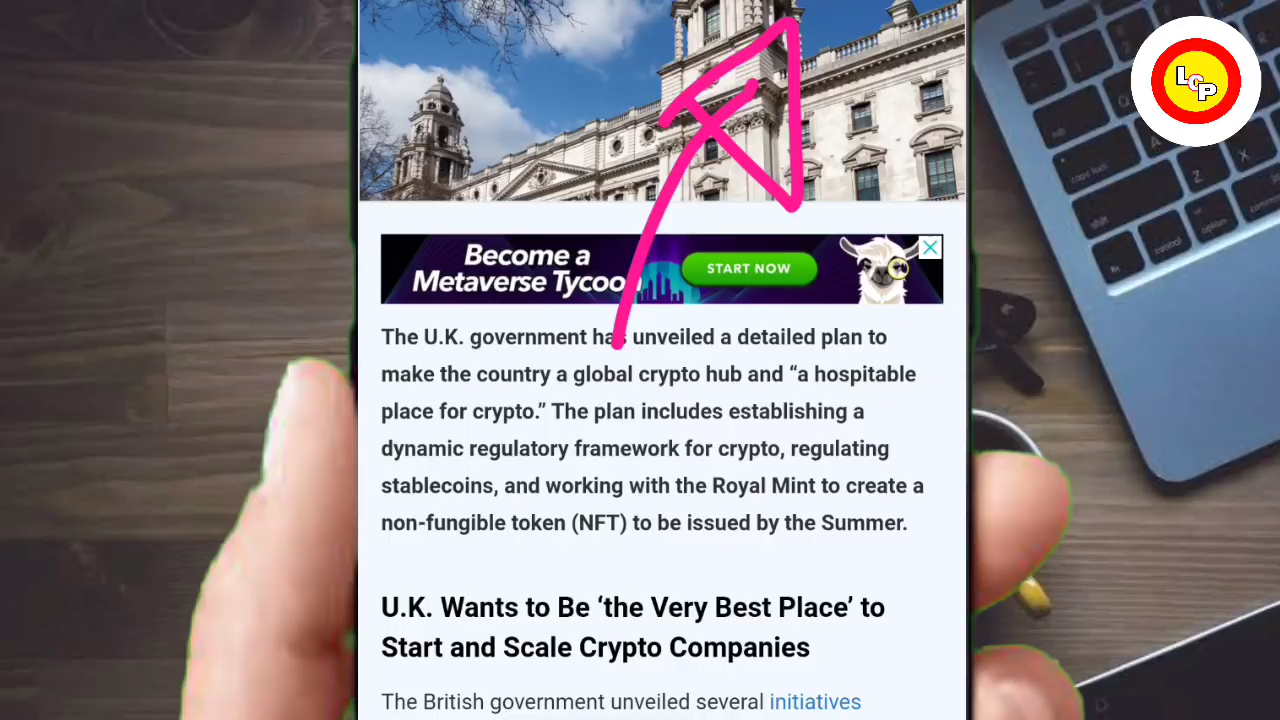 LCP
Become a
Metaverse Tycoon
START NOW
The U.K. government has unveiled a detailed plan to
make the country a global crypto hub and “a hospitable
place for crypto.” The plan includes establishing a
dynamic regulatory framework for crypto, regulating
stablecoins, and working with the Royal Mint to create a
non-fungible token (NFT) to be issued by the Summer.
U.K. Wants to Be ‘the Very Best Place’ to
Start and Scale Crypto Companies
The British government unveiled several initiatives